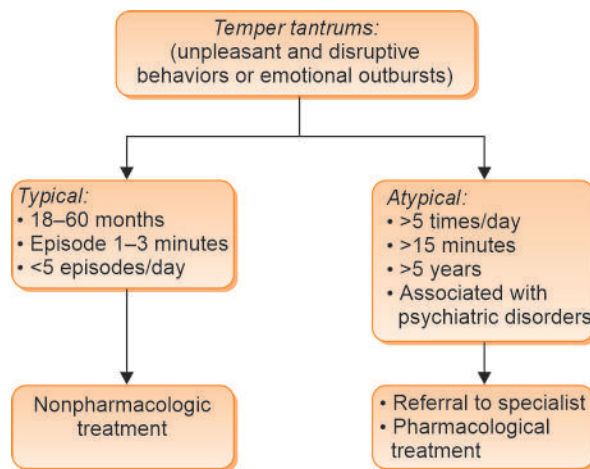 Temper tantrums:
(unpleasant and disruptive
behaviors or emotional outbursts)
Typical:
• 18–60 months
• Episode 1–3 minutes
• <5 episodes/day
Atypical:
• >5 times/day
• >15 minutes
• >5 years
• Associated with
psychiatric disorders
Nonpharmacologic
treatment
• Referral to specialist
• Pharmacological
treatment